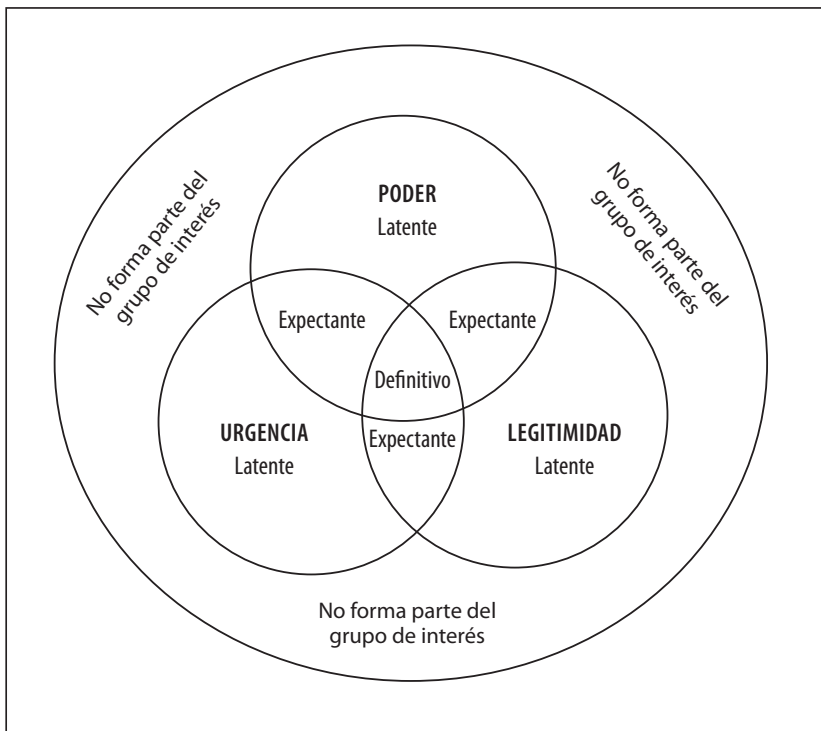 No forma parte del
grupo de interés
No forma parte del
grupo de interés
PODER
Latente
Expectante
Expectante
Definitivo
URGENCIA
Latente
Expectante
LEGITIMIDAD
Latente
No forma parte del
grupo de interés